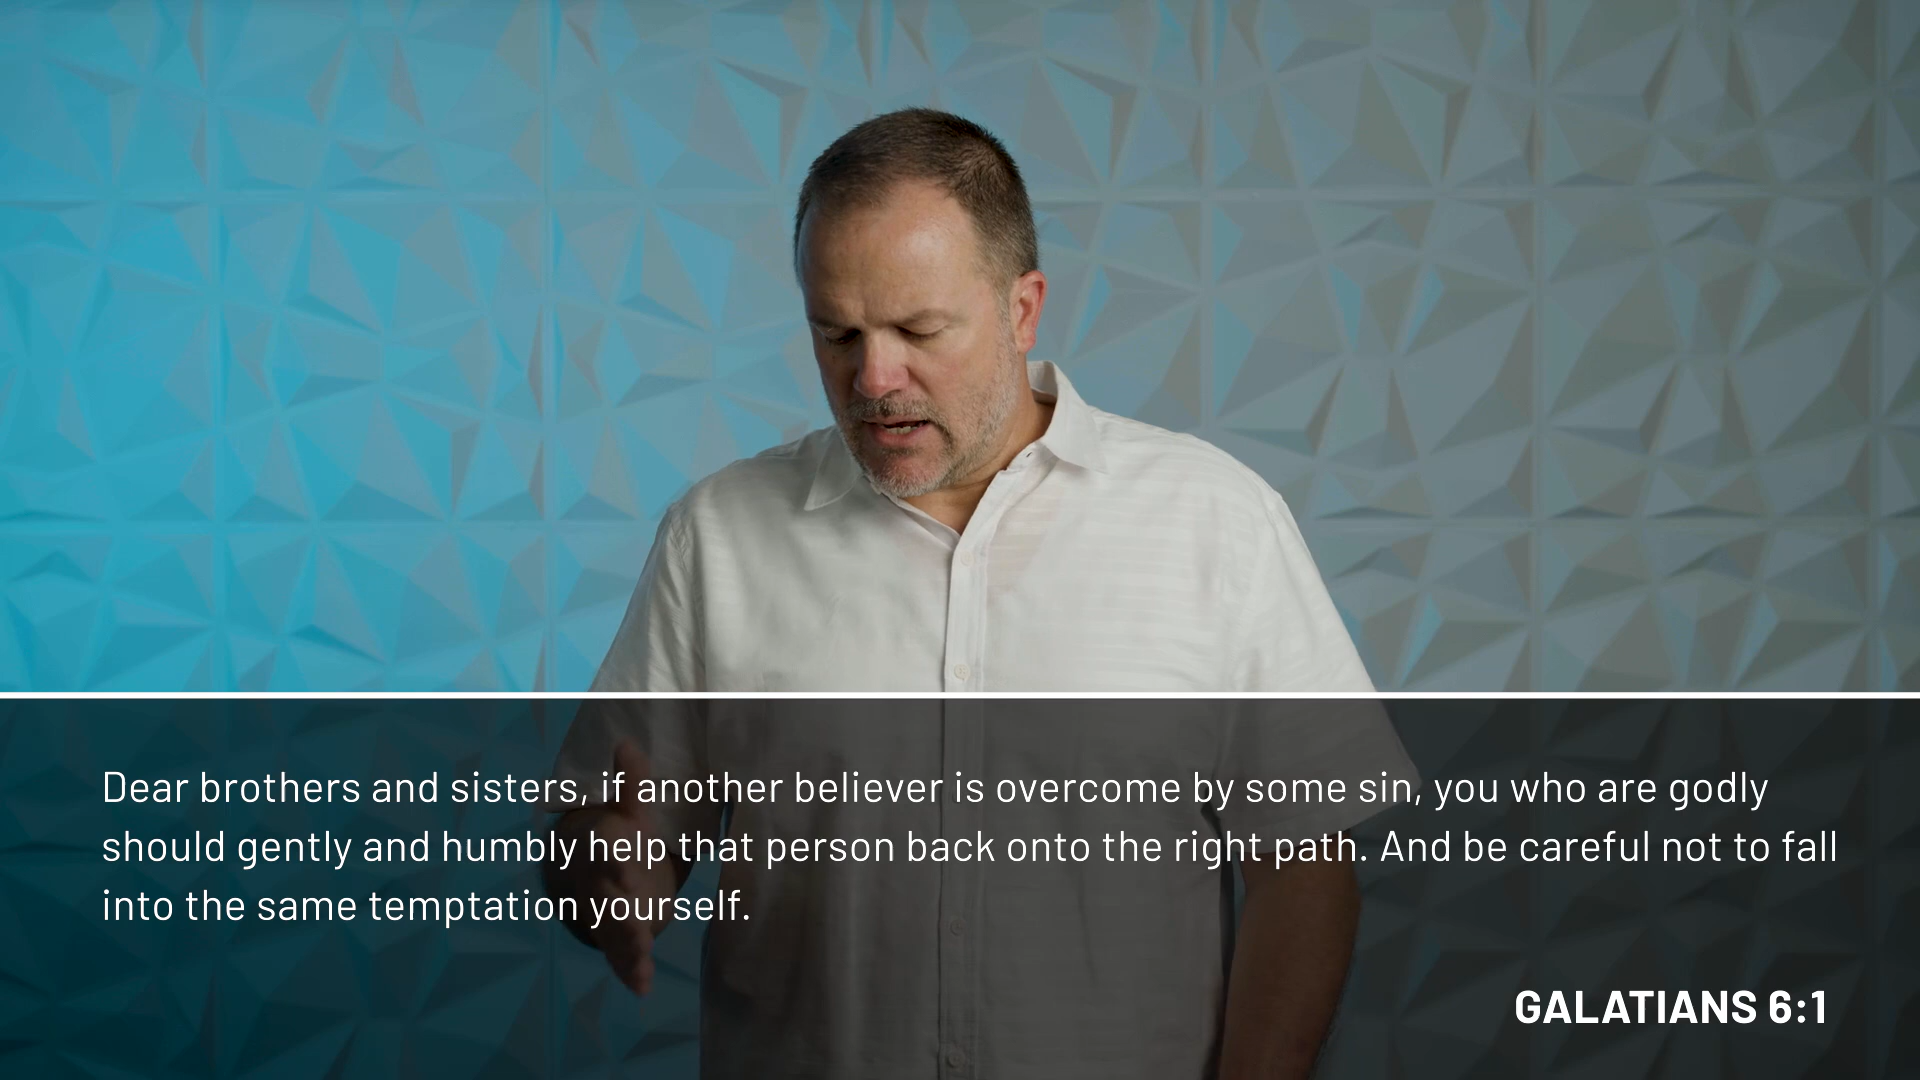 Dear brothers and sisters, if another believer is overcome by some sin, you who are godly
should gently and humbly help that person back onto the right path. And be careful not to fall
into the same temptation yourself.
GALATIANS 6:1